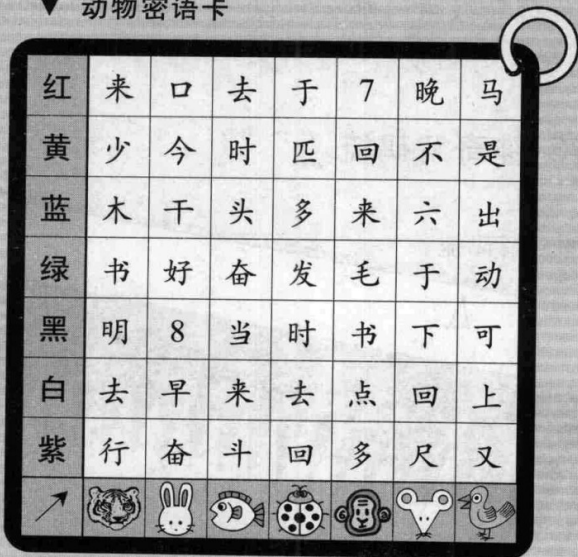 ▼ 动物密语卡
红 来 口 去 于 7 晚 马
黄 少 今 时 匹 回 不 是
蓝 木 干 头 多 来 六 出
绿 书 好 奋 发 毛 于 动
黑 明 8 当 时 书 下 可
白 去 早 来 去 点 回 上
紫 行 奋 斗 回 多 尺 又